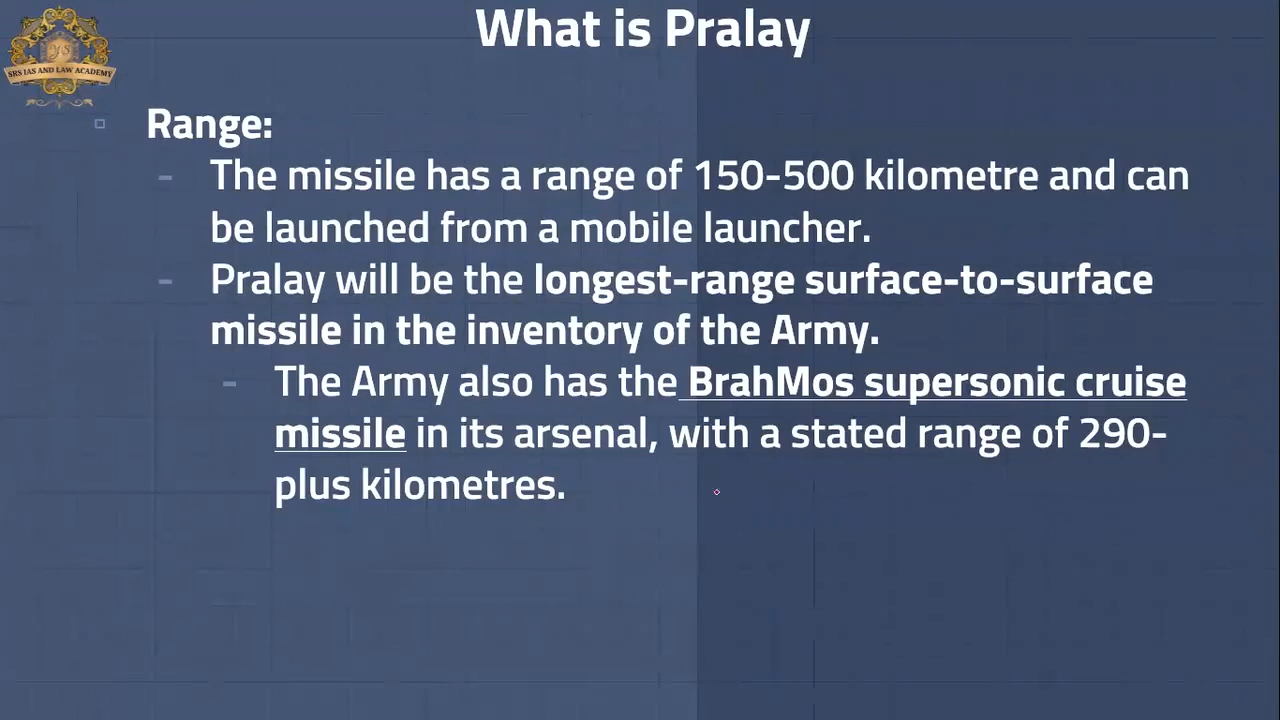 What is Pralay
SRS IAS AND LAW ACADEMY
Range:
- The missile has a range of 150-500 kilometre and can
be launched from a mobile launcher.
- Pralay will be the longest-range surface-to-surface
missile in the inventory of the Army.
- The Army also has the BrahMos supersonic cruise
missile in its arsenal, with a stated range of 290-
plus kilometres.